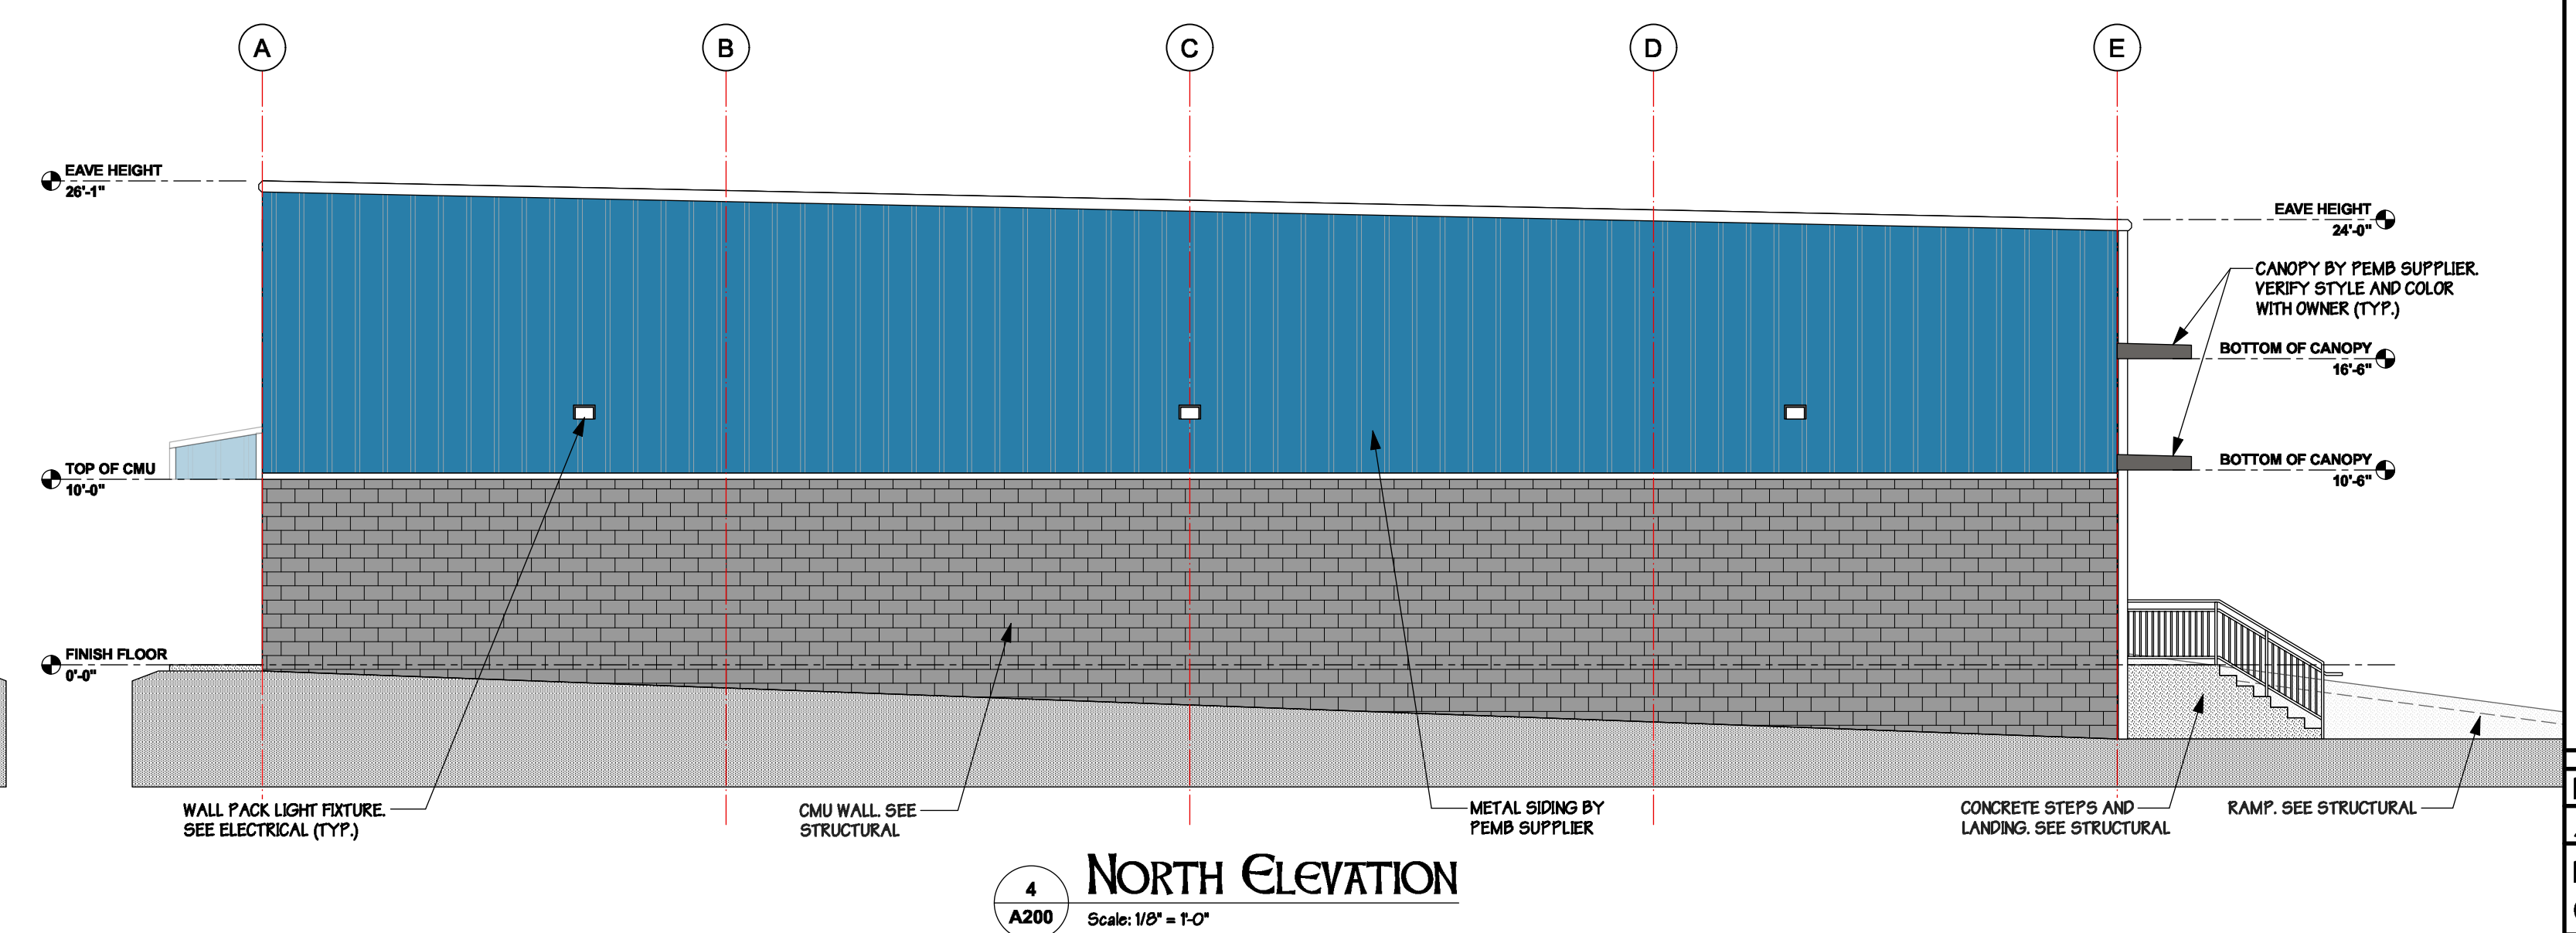 A B C D E
EAVE HEIGHT
26'-1"
EAVE HEIGHT
24'-0"
CANOPY BY PEMB SUPPLIER.
VERIFY STYLE AND COLOR
WITH OWNER (TYP.)
BOTTOM OF CANOPY
16'-6"
TOP OF CMU
10'-0"
BOTTOM OF CANOPY
10'-6"
FINISH FLOOR
0'-0"
WALL PACK LIGHT FIXTURE.
SEE ELECTRICAL (TYP.)
CMU WALL. SEE
STRUCTURAL
METAL SIDING BY
PEMB SUPPLIER
CONCRETE STEPS AND
LANDING. SEE STRUCTURAL
RAMP. SEE STRUCTURAL
4
A200
NORTH ELEVATION
Scale: 1/8" = 1'-0"